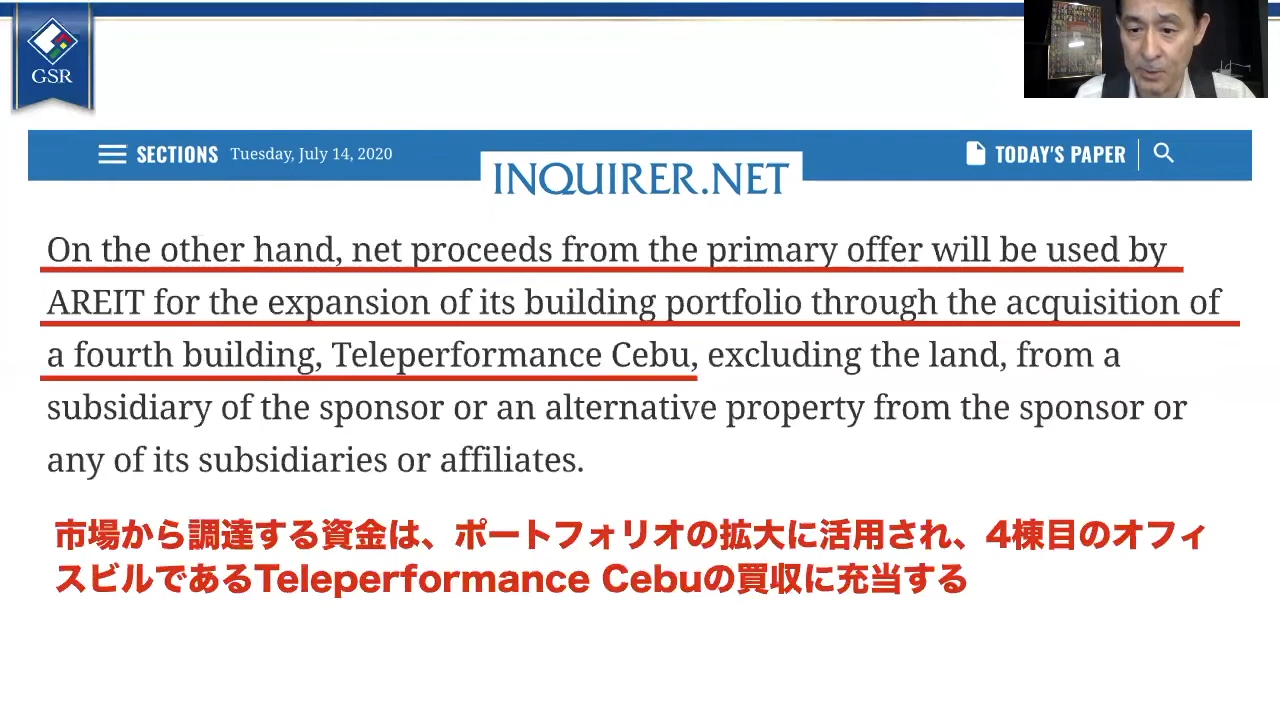 GSR
SECTIONS Tuesday, July 14, 2020
INQUIRER.NET
TODAY'S PAPER
On the other hand, net proceeds from the primary offer will be used by
AREIT for the expansion of its building portfolio through the acquisition of
a fourth building, Teleperformance Cebu, excluding the land, from a
subsidiary of the sponsor or an alternative property from the sponsor or
any of its subsidiaries or affiliates.
市場から調達する資金は、ポートフォリオの拡大に活用され、4棟目のオフィ
スビルであるTeleperformance Cebuの買収に充当する